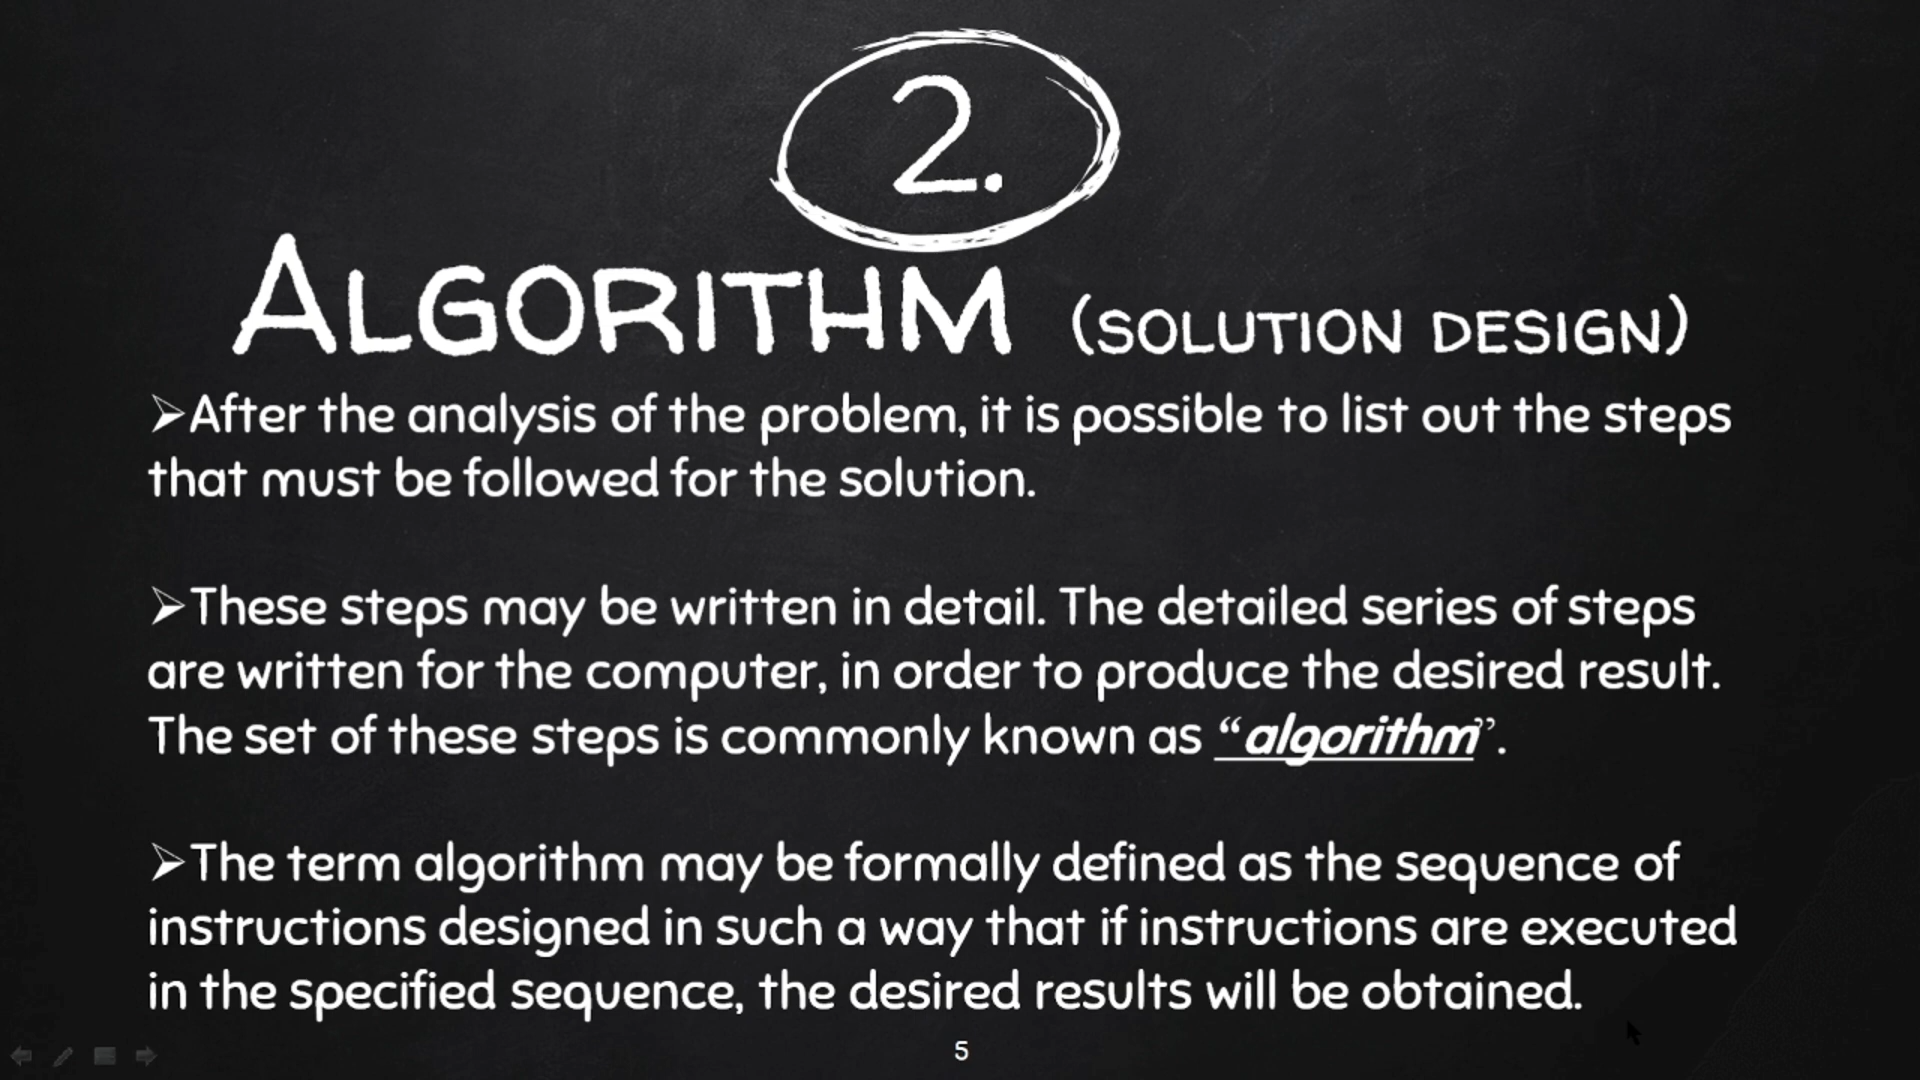 2.
ALGORITHM (SOLUTION DESIGN)
➢After the analysis of the problem, it is possible to list out the steps
that must be followed for the solution.
➢These steps may be written in detail. The detailed series of steps
are written for the computer, in order to produce the desired result.
The set of these steps is commonly known as “algorithm”.
➢The term algorithm may be formally defined as the sequence of
instructions designed in such a way that if instructions are executed
in the specified sequence, the desired results will be obtained.
5